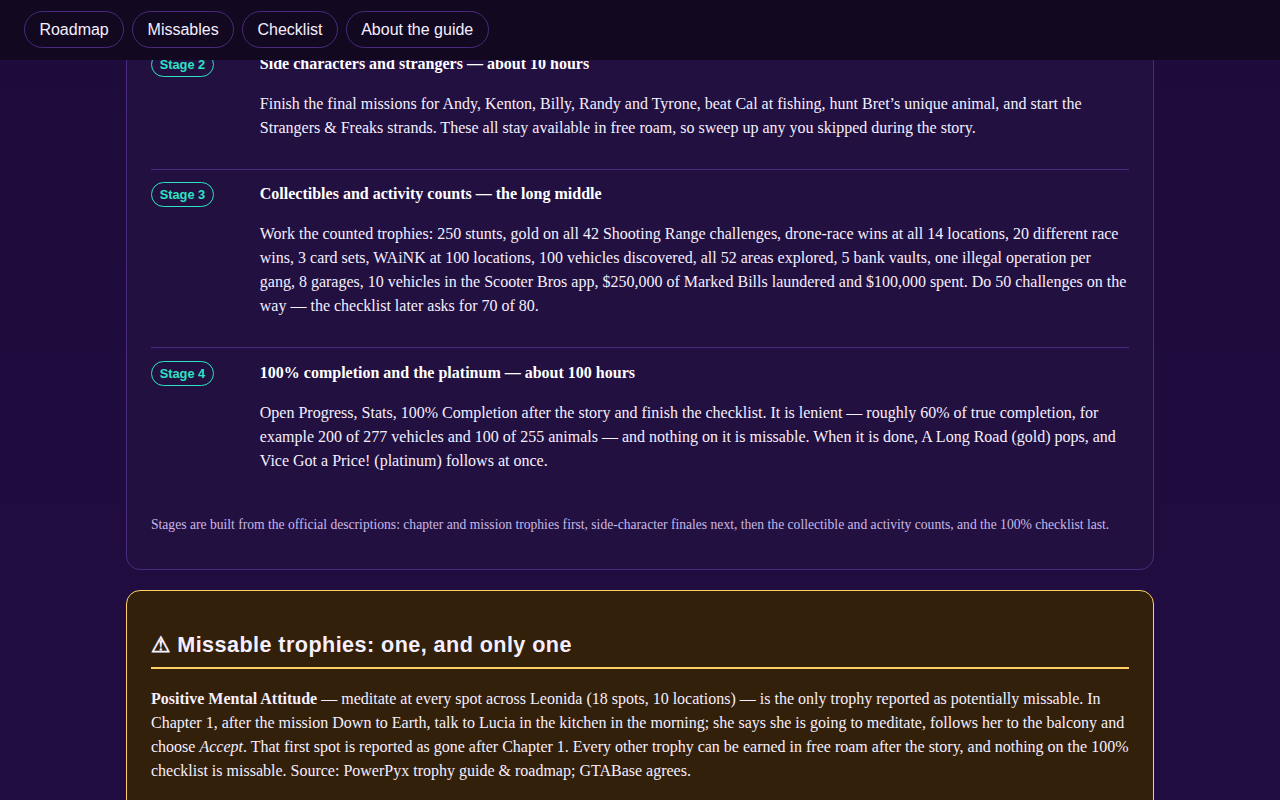 Roadmap
Missables
Checklist
About the guide
Stage 2
Side characters and strangers — about 10 hours
Finish the final missions for Andy, Kenton, Billy, Randy and Tyrone, beat Cal at fishing, hunt Bret’s unique animal, and start the
Strangers & Freaks strands. These all stay available in free roam, so sweep up any you skipped during the story.
Stage 3
Collectibles and activity counts — the long middle
Work the counted trophies: 250 stunts, gold on all 42 Shooting Range challenges, drone-race wins at all 14 locations, 20 different race
wins, 3 card sets, WAiNK at 100 locations, 100 vehicles discovered, all 52 areas explored, 5 bank vaults, one illegal operation per
gang, 8 garages, 10 vehicles in the Scooter Bros app, $250,000 of Marked Bills laundered and $100,000 spent. Do 50 challenges on the
way — the checklist later asks for 70 of 80.
Stage 4
100% completion and the platinum — about 100 hours
Open Progress, Stats, 100% Completion after the story and finish the checklist. It is lenient — roughly 60% of true completion, for
example 200 of 277 vehicles and 100 of 255 animals — and nothing on it is missable. When it is done, A Long Road (gold) pops, and
Vice Got a Price! (platinum) follows at once.
Stages are built from the official descriptions: chapter and mission trophies first, side-character finales next, then the collectible and activity counts, and the 100% checklist last.
⚠ Missable trophies: one, and only one
Positive Mental Attitude — meditate at every spot across Leonida (18 spots, 10 locations) — is the only trophy reported as potentially missable. In
Chapter 1, after the mission Down to Earth, talk to Lucia in the kitchen in the morning; she says she is going to meditate, follows her to the balcony and
choose Accept. That first spot is reported as gone after Chapter 1. Every other trophy can be earned in free roam after the story, and nothing on the 100%
checklist is missable. Source: PowerPyx trophy guide & roadmap; GTABase agrees.